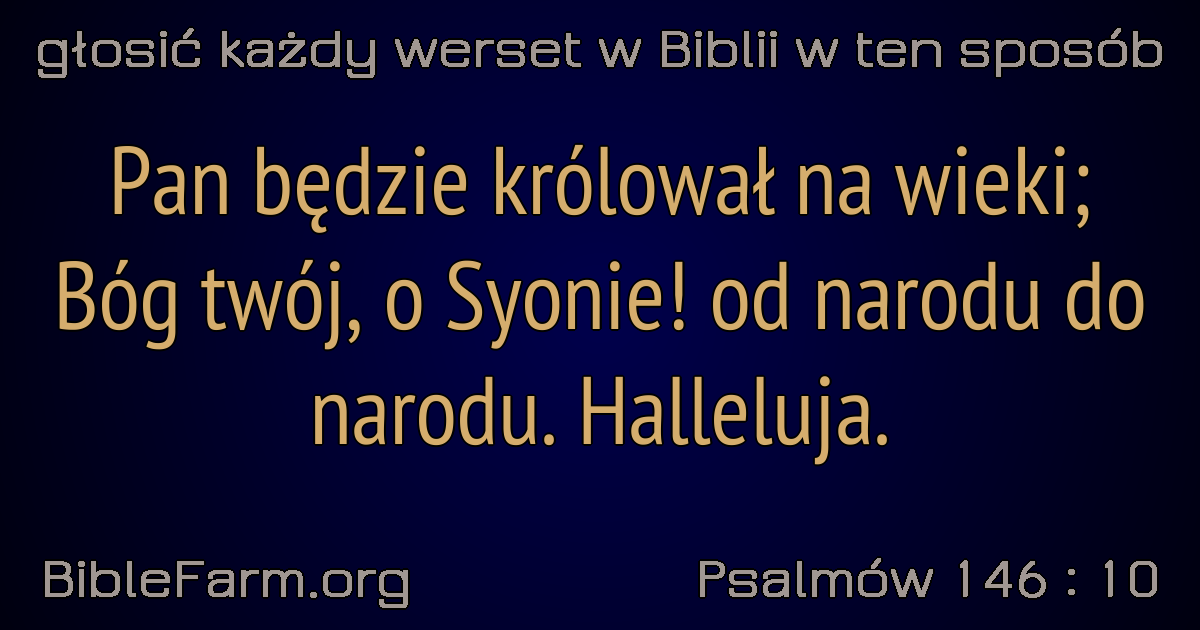 głosić każdy werset w Biblii w ten sposób
Pan będzie królował na wieki;
Bóg twój, o Syonie! od narodu do
narodu. Halleluja.
BibleFarm.org
Psalmów 146 : 10